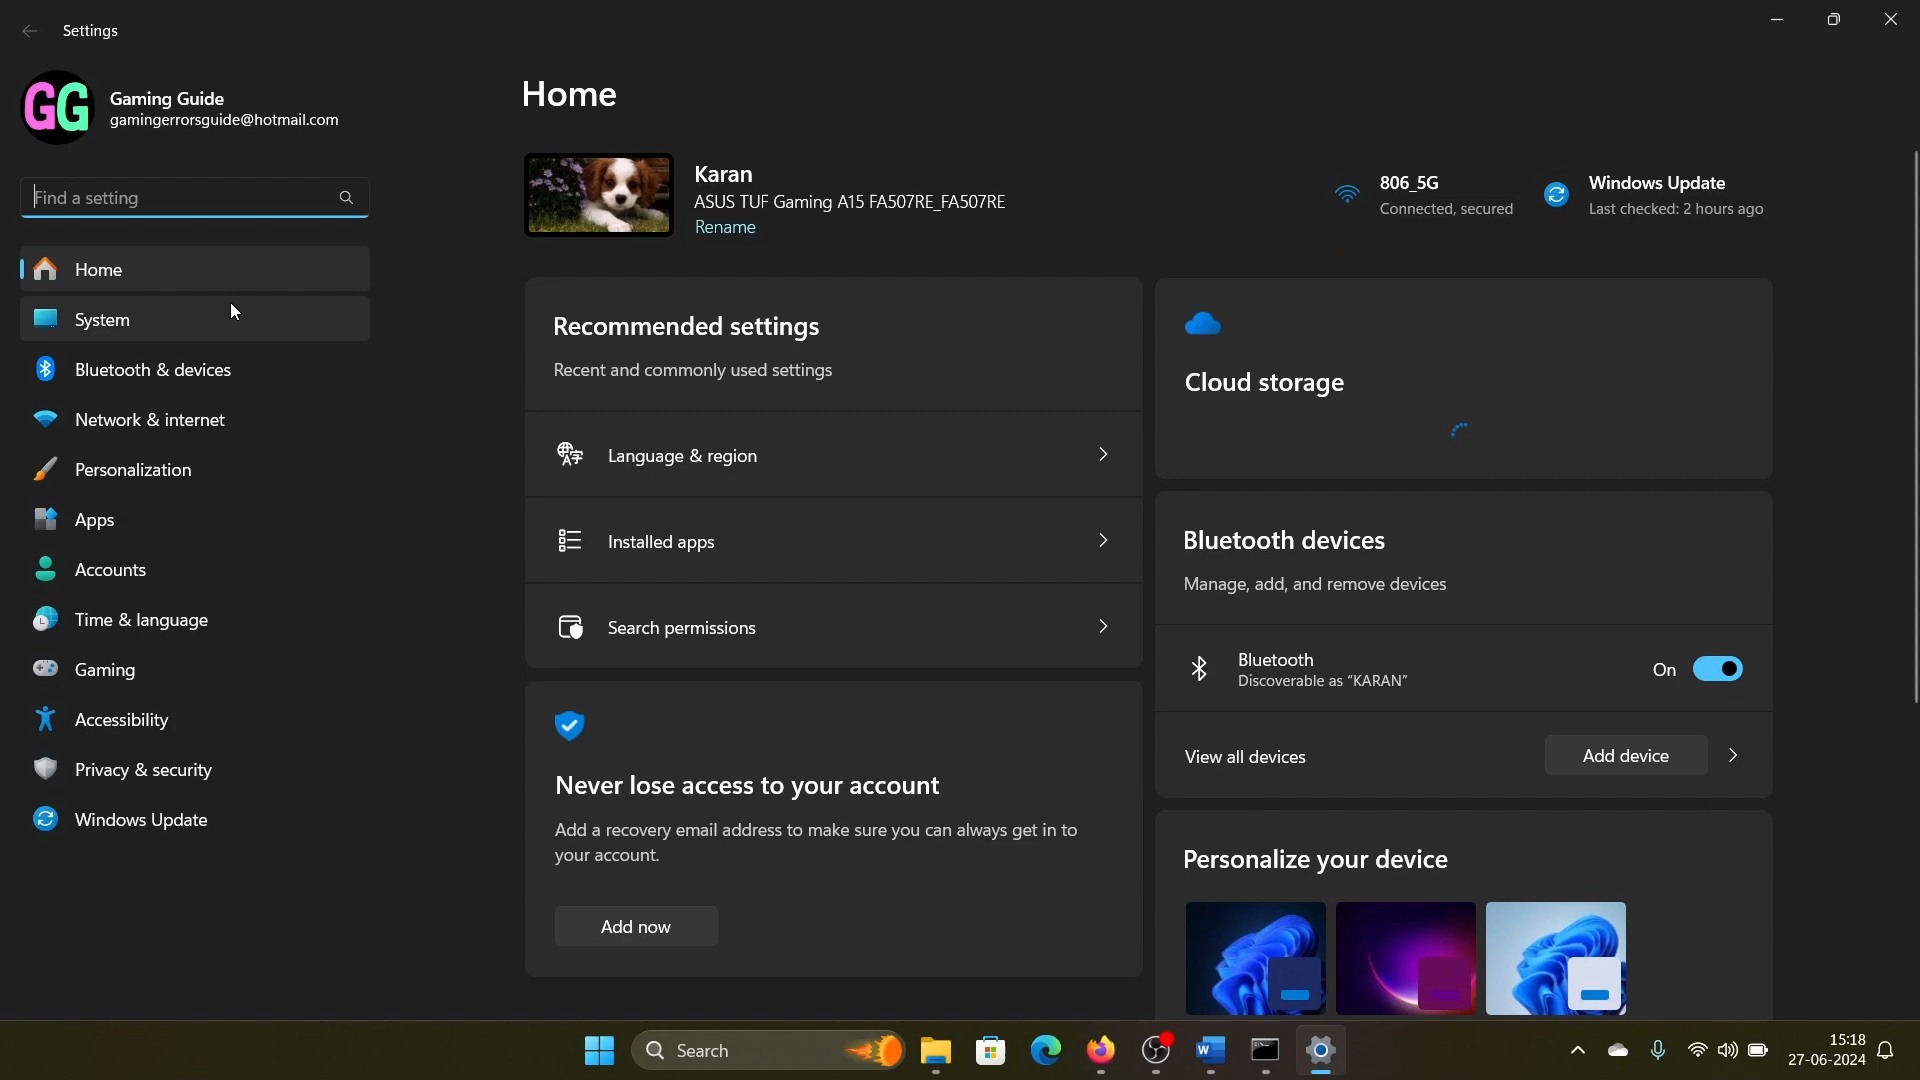 Settings
GG
Gaming Guide
gamingerrorsguide@hotmail.com
Find a setting
Home
System
Bluetooth & devices
Network & internet
Personalization
Apps
Accounts
Time & language
Gaming
Accessibility
Privacy & security
Windows Update
Home
Karan
ASUS TUF Gaming A15 FA507RE_FA507RE
Rename
806_5G
Connected, secured
Windows Update
Last checked: 2 hours ago
Recommended settings
Recent and commonly used settings
Language & region
Installed apps
Search permissions
Never lose access to your account
Add a recovery email address to make sure you can always get in to
your account.
Add now
Cloud storage
Bluetooth devices
Manage, add, and remove devices
Bluetooth
Discoverable as “KARAN”
On
View all devices
Add device
Personalize your device
Search
15:18
27-06-2024